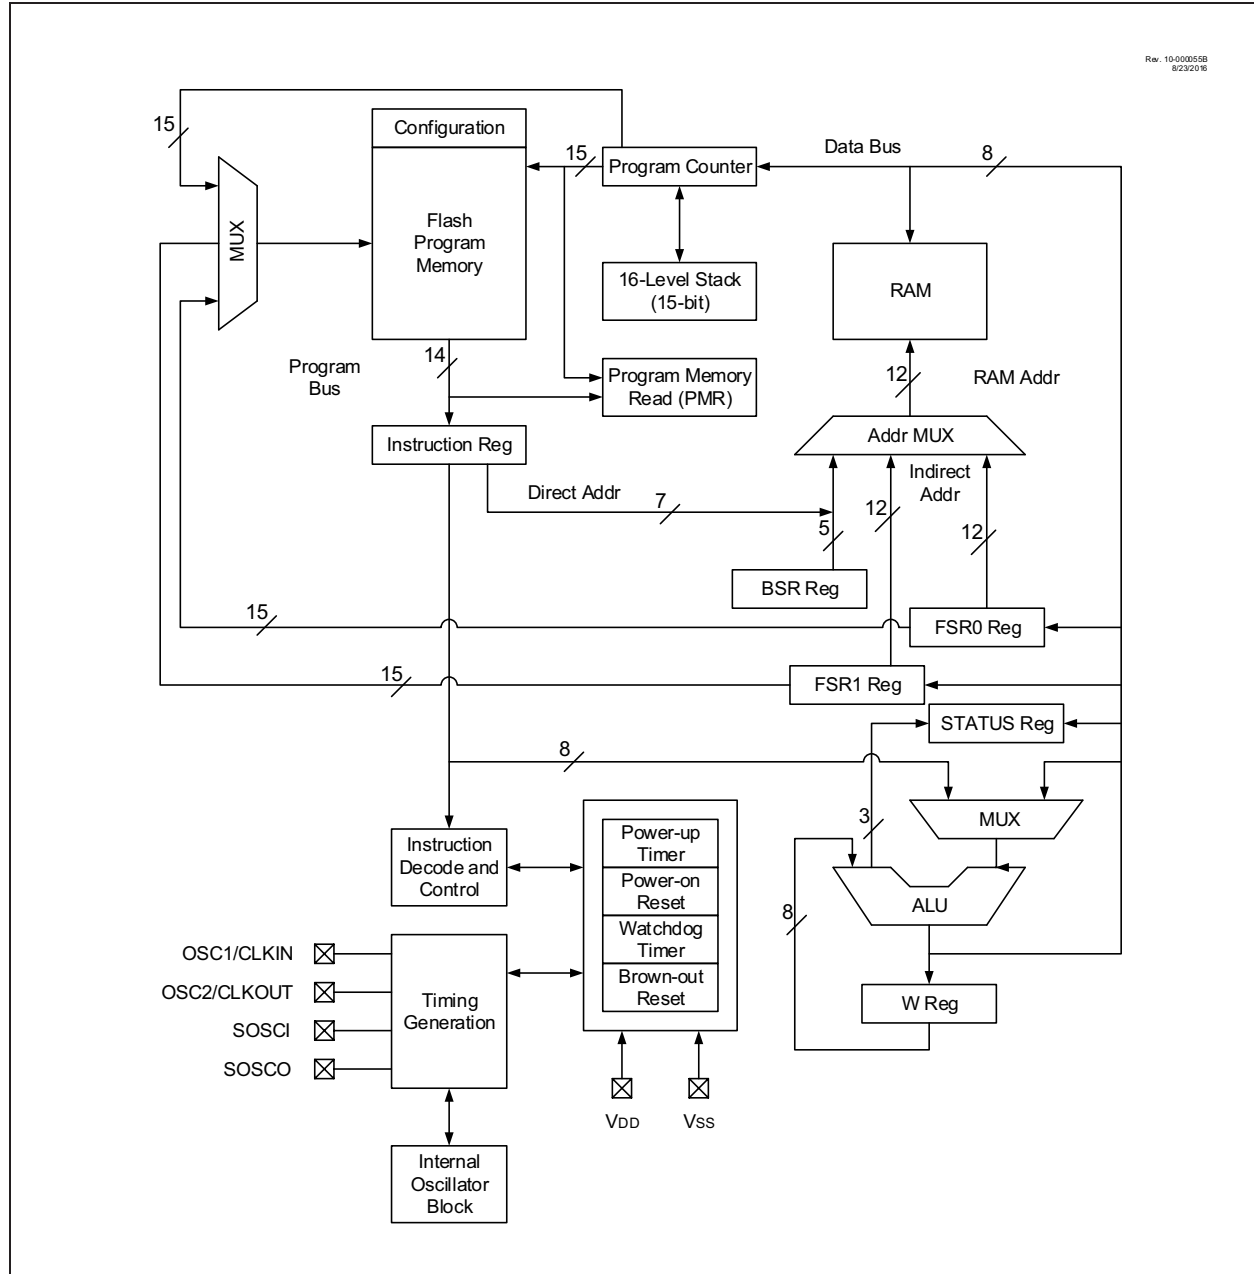 Rev. 10-000055B
8/23/2016
15
Configuration
15
Program Counter
Data Bus
8
MUX
Flash
Program
Memory
16-Level Stack
(15-bit)
RAM
Program
Bus
14
Program Memory
Read (PMR)
12
RAM Addr
Instruction Reg
Addr MUX
Direct Addr
7
5
12
Indirect
Addr
12
BSR Reg
15
FSR0 Reg
15
FSR1 Reg
STATUS Reg
8
3
MUX
Instruction
Decode and
Control
Power-up
Timer
Power-on
Reset
Watchdog
Timer
Brown-out
Reset
8
ALU
W Reg
OSC1/CLKIN
OSC2/CLKOUT
SOSCI
SOSCO
Timing
Generation
VDD
VSS
Internal
Oscillator
Block